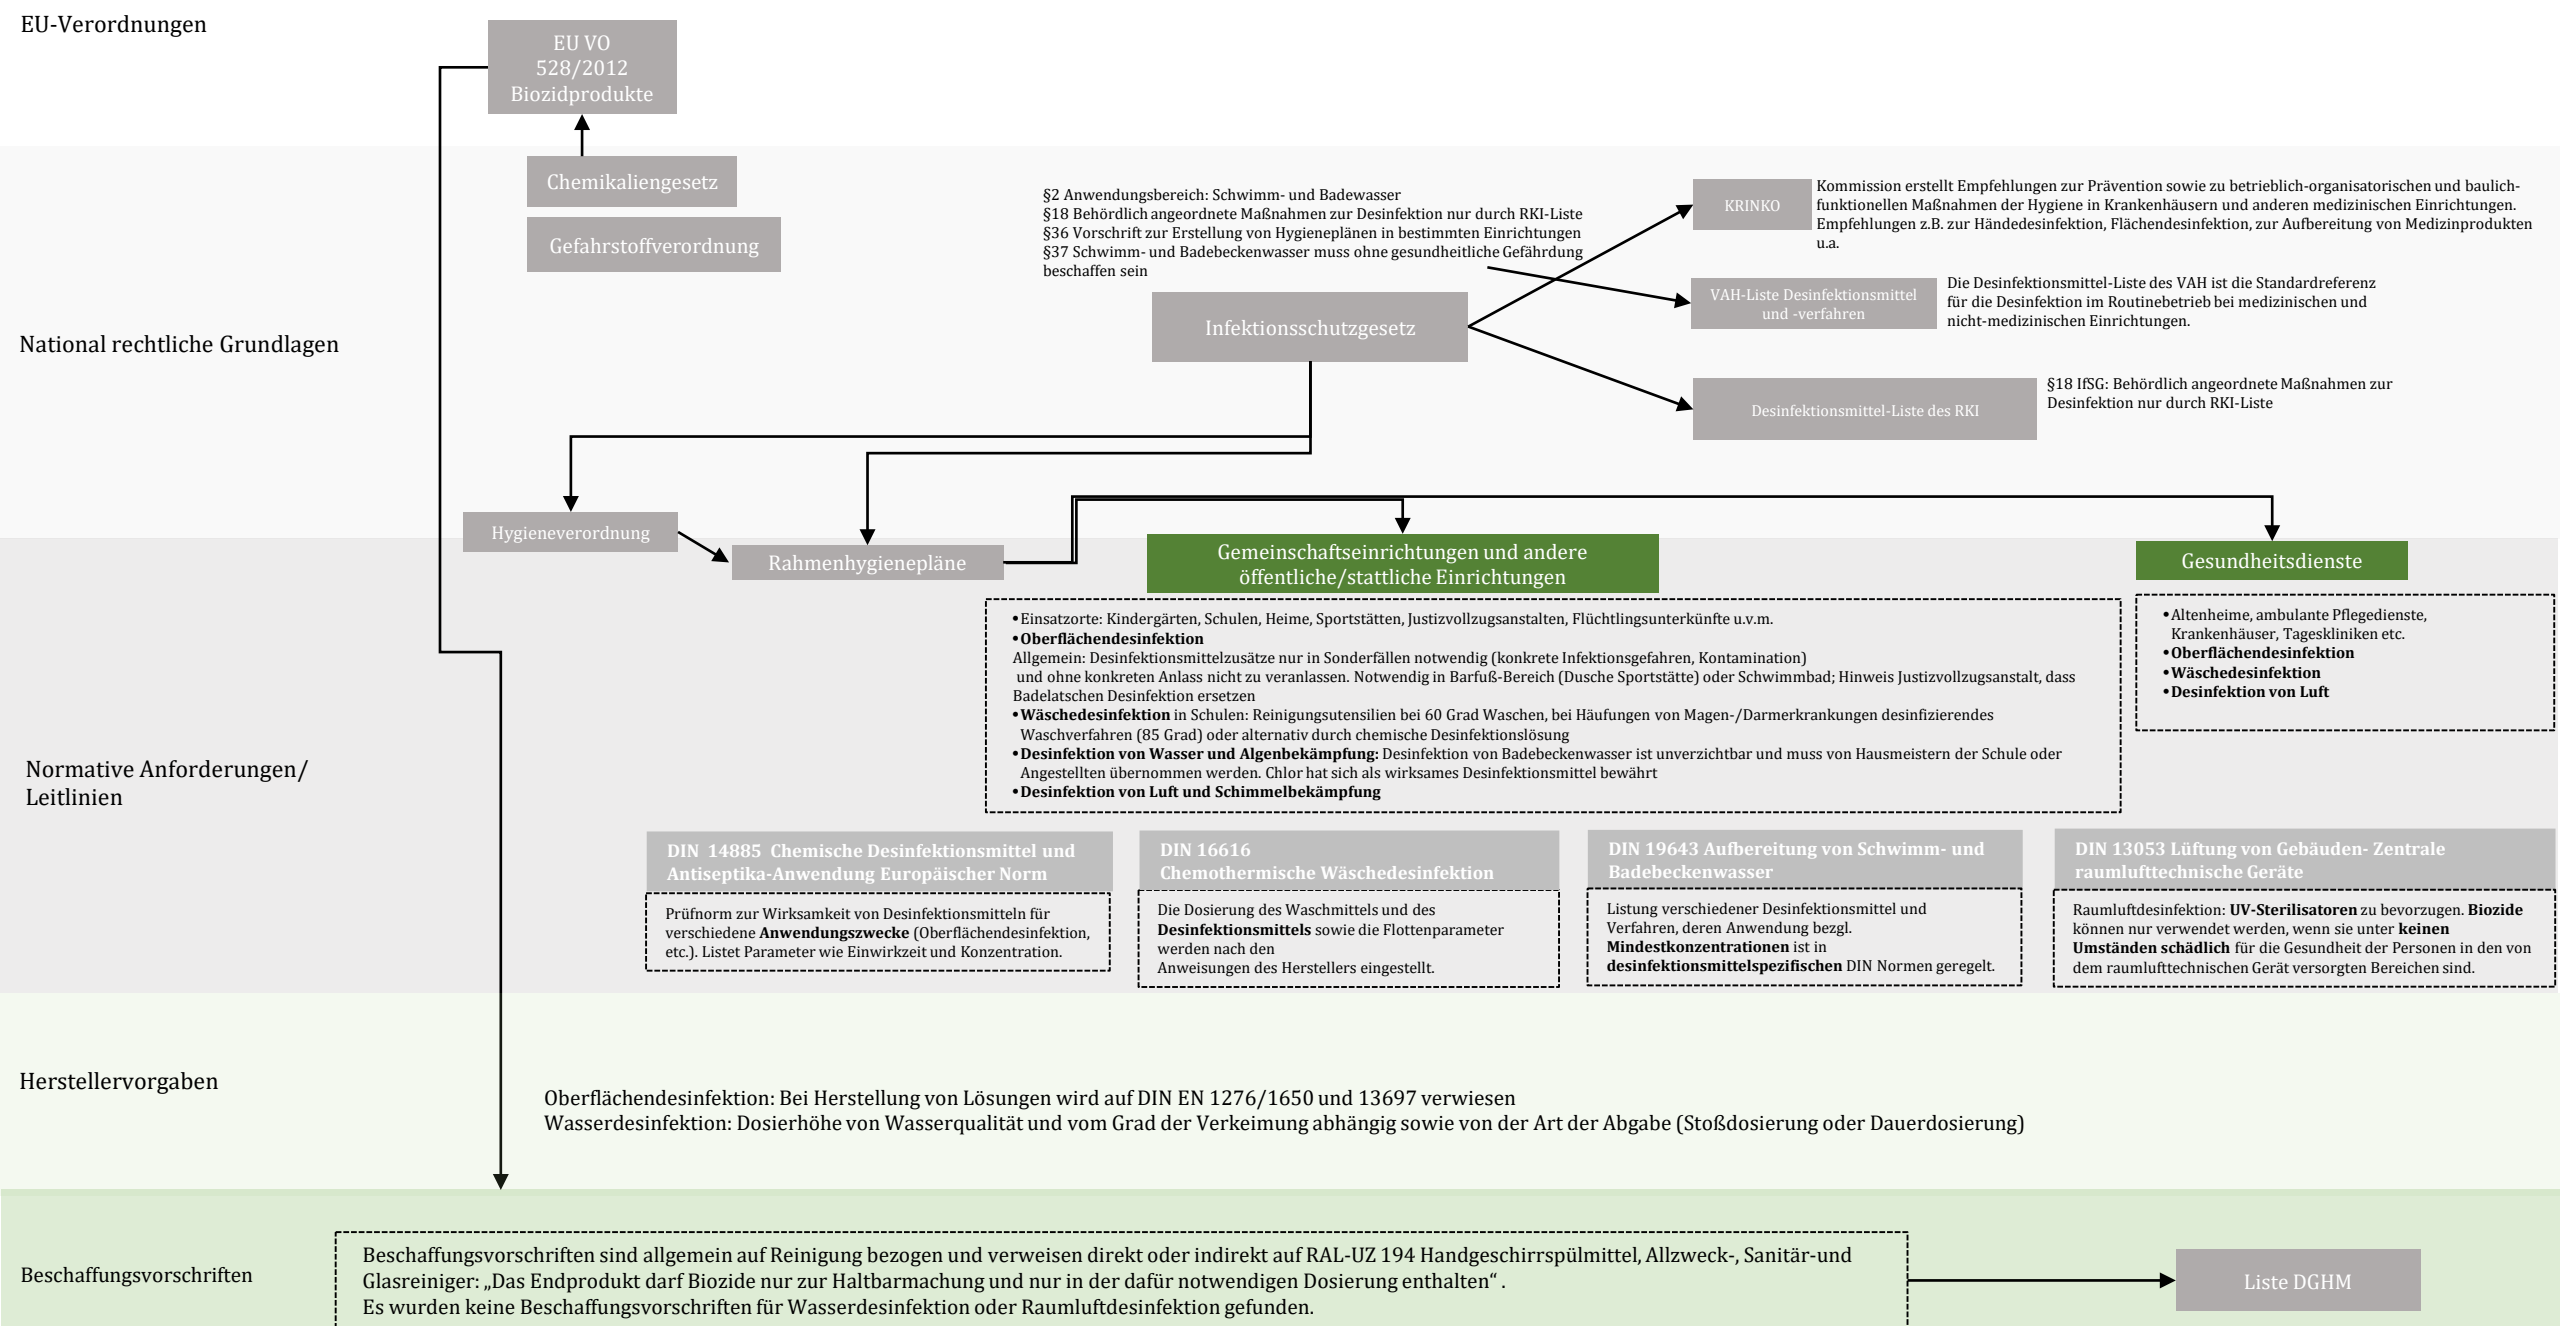 EU-Verordnungen
EU VO
528/2012
Biozidprodukte
Chemikaliengesetz
Gefahrstoffverordnung
National rechtliche Grundlagen
§2 Anwendungsbereich: Schwimm- und Badewasser
§18 Behördlich angeordnete Maßnahmen zur Desinfektion nur durch RKI-Liste
§36 Vorschrift zur Erstellung von Hygieneplänen in bestimmten Einrichtungen
§37 Schwimm- und Badebeckenwasser muss ohne gesundheitliche Gefährdung
beschaffen sein
Infektionsschutzgesetz
KRINKO
Kommission erstellt Empfehlungen zur Prävention sowie zu betrieblich-organisatorischen und baulich-
funktionellen Maßnahmen der Hygiene in Krankenhäusern und anderen medizinischen Einrichtungen.
Empfehlungen z.B. zur Händedesinfektion, Flächendesinfektion, zur Aufbereitung von Medizinprodukten
u.a.
VAH-Liste Desinfektionsmittel
und -verfahren
Die Desinfektionsmittel-Liste des VAH ist die Standardreferenz
für die Desinfektion im Routinebetrieb bei medizinischen und
nicht-medizinischen Einrichtungen.
Desinfektionsmittel-Liste des RKI
§18 IfSG: Behördlich angeordnete Maßnahmen zur
Desinfektion nur durch RKI-Liste
Hygieneverordnung
Rahmenhygienepläne
Gemeinschaftseinrichtungen und andere
öffentliche/stattliche Einrichtungen
Gesundheitsdienste
Normative Anforderungen/
Leitlinien
•Einsatzorte: Kindergärten, Schulen, Heime, Sportstätten, Justizvollzugsanstalten, Flüchtlingsunterkünfte u.v.m.
•Oberflächendesinfektion
Allgemein: Desinfektionsmittelzusätze nur in Sonderfällen notwendig (konkrete Infektionsgefahren, Kontamination)
und ohne konkreten Anlass nicht zu veranlassen. Notwendig in Barfuß-Bereich (Dusche Sportstätte) oder Schwimmbad; Hinweis Justizvollzugsanstalt, dass
Badelatschen Desinfektion ersetzen
•Wäschedesinfektion in Schulen: Reinigungsutensilien bei 60 Grad Waschen, bei Häufungen von Magen-/Darmerkrankungen desinfizierendes
Waschverfahren (85 Grad) oder alternativ durch chemische Desinfektionslösung
•Desinfektion von Wasser und Algenbekämpfung: Desinfektion von Badebeckenwasser ist unverzichtbar und muss von Hausmeistern der Schule oder
Angestellten übernommen werden. Chlor hat sich als wirksames Desinfektionsmittel bewährt
•Desinfektion von Luft und Schimmelbekämpfung
•Altenheime, ambulante Pflegedienste,
Krankenhäuser, Tageskliniken etc.
•Oberflächendesinfektion
•Wäschedesinfektion
•Desinfektion von Luft
DIN 14885 Chemische Desinfektionsmittel und
Antiseptika-Anwendung Europäischer Norm
Prüfnorm zur Wirksamkeit von Desinfektionsmitteln für
verschiedene Anwendungszwecke (Oberflächendesinfektion,
etc.). Listet Parameter wie Einwirkzeit und Konzentration.
DIN 16616
Chemothermische Wäschedesinfektion
Die Dosierung des Waschmittels und des
Desinfektionsmittels sowie die Flottenparameter
werden nach den
Anweisungen des Herstellers eingestellt.
DIN 19643 Aufbereitung von Schwimm- und
Badebeckenwasser
Listung verschiedener Desinfektionsmittel und
Verfahren, deren Anwendung bezgl.
Mindestkonzentrationen ist in
desinfektionsmittelspezifischen DIN Normen geregelt.
DIN 13053 Lüftung von Gebäuden- Zentrale
raumlufttechnische Geräte
Raumluftdesinfektion: UV-Sterilisatoren zu bevorzugen. Biozide
können nur verwendet werden, wenn sie unter keinen
Umständen schädlich für die Gesundheit der Personen in den von
dem raumlufttechnischen Gerät versorgten Bereichen sind.
Herstellervorgaben
Oberflächendesinfektion: Bei Herstellung von Lösungen wird auf DIN EN 1276/1650 und 13697 verwiesen
Wasserdesinfektion: Dosierhöhe von Wasserqualität und vom Grad der Verkeimung abhängig sowie von der Art der Abgabe (Stoßdosierung oder Dauerdosierung)
Beschaffungsvorschriften
Beschaffungsvorschriften sind allgemein auf Reinigung bezogen und verweisen direkt oder indirekt auf RAL-UZ 194 Handgeschirrspülmittel, Allzweck-, Sanitär-und
Glasreiniger: „Das Endprodukt darf Biozide nur zur Haltbarmachung und nur in der dafür notwendigen Dosierung enthalten“ .
Es wurden keine Beschaffungsvorschriften für Wasserdesinfektion oder Raumluftdesinfektion gefunden.
Liste DGHM